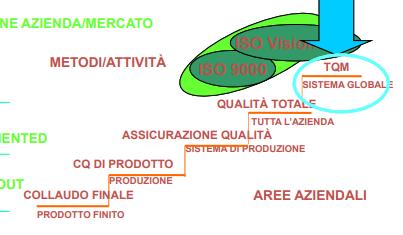 NE AZIENDA/MERCATO
METODI/ATTIVITÀ
ISO Vision
ISO 9000
TQM
SISTEMA GLOBALE
QUALITÀ TOTALE
TUTTA L'AZIENDA
ENTED
ASSICURAZIONE QUALITÀ
SISTEMA DI PRODUZIONE
CQ DI PRODOTTO
PRODUZIONE
OUT
COLLAUDO FINALE
AREE AZIENDALI
PRODOTTO FINITO